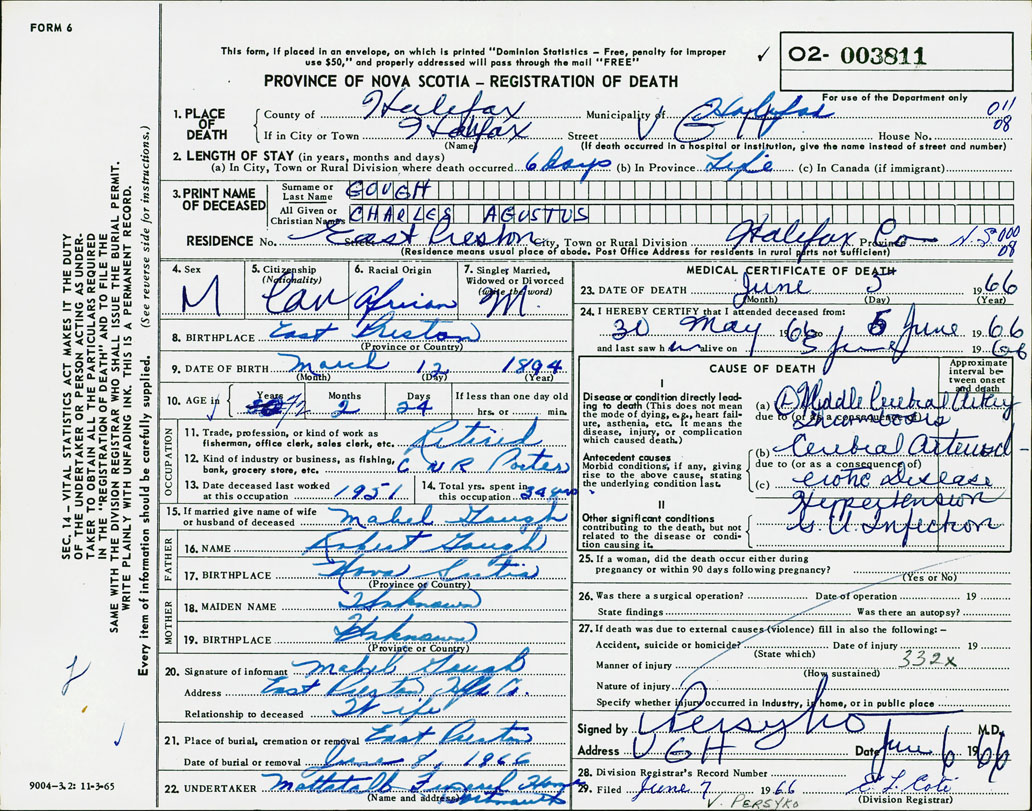 FORM 6
This form, if placed in an envelope, on which is printed "Dominion Statistics – Free, penalty for improper
use $50," and properly addressed will pass through the mail "FREE"
✓ 02- 003811
PROVINCE OF NOVA SCOTIA – REGISTRATION OF DEATH
For use of the Department only
011
08
1. PLACE OF DEATH
County of Halifax Municipality of Halifax
If in City or Town Halifax Street V G H House No.
(Name) (If death occurred in a hospital or institution, give the name instead of street and number)
2. LENGTH OF STAY (in years, months and days)
(a) In City, Town or Rural Division where death occurred 6 Days (b) In Province Life (c) In Canada (if immigrant)
3. PRINT NAME OF DECEASED
Surname or Last Name GOUGH
All Given or Christian Names CHARLES AGUSTUS
RESIDENCE No. East Preston Street City, Town or Rural Division Halifax Co Province N.S. 000
08
(Residence means usual place of abode. Post Office Address for residents in rural parts not sufficient)
4. Sex
M
5. Citizenship
(Nationality)
Can
6. Racial Origin
African
7. Single, Married,
Widowed or Divorced
(write the word)
M.
8. BIRTHPLACE East Preston
(Province or Country)
9. DATE OF BIRTH March 12 1894
(Month) (Day) (Year)
10. AGE in Years 72 Months 2 Days 24
If less than one day old
hrs. or min.
OCCUPATION
11. Trade, profession, or kind of work as
fisherman, office clerk, sales clerk, etc. Retired
12. Kind of industry or business, as fishing,
bank, grocery store, etc. C N R Porter
13. Date deceased last worked
at this occupation 1951
14. Total yrs. spent in
this occupation 34 yrs
15. If married give name of wife
or husband of deceased Mabel Gough
FATHER
16. NAME Robert Gough
17. BIRTHPLACE Nova Scotia
(Province or Country)
MOTHER
18. MAIDEN NAME Unknown
19. BIRTHPLACE Unknown
(Province or Country)
20. Signature of informant Mabel Gough
Address East Preston Hfx Co.
Relationship to deceased Wife
21. Place of burial, cremation or removal East Preston
Date of burial or removal June 8, 1966
22. UNDERTAKER Mattatall Funeral Home
(Name and address) Dartmouth
MEDICAL CERTIFICATE OF DEATH
23. DATE OF DEATH June 5 1966
(Month) (Day) (Year)
24. I HEREBY CERTIFY that I attended deceased from:
30 May 1966 to 5 June 1966
and last saw him alive on 5 June 1966
CAUSE OF DEATH
Approximate
interval between
onset
and death
I
Disease or condition directly leading
to death (This does not mean
the mode of dying, e.g., heart failure,
asthenia, etc. It means the
disease, injury, or complication
which caused death.)
(a) Middle Cerebral Artery
due to (or as a consequence of)
Thrombosis
Antecedent causes
Morbid conditions, if any, giving
rise to the above cause, stating
the underlying condition last.
(b) Cerebral Arterioscl-
due to (or as a consequence of)
(c) erotic Disease
II
Other significant conditions
contributing to the death, but not
related to the disease or condition
causing it.
Hypertension
G.U. Infection
25. If a woman, did the death occur either during
pregnancy or within 90 days following pregnancy?
(Yes or No)
26. Was there a surgical operation? Date of operation 19
State findings Was there an autopsy?
27. If death was due to external causes (violence) fill in also the following: –
Accident, suicide or homicide? Date of injury 19
(State which)
Manner of injury 332x
(How sustained)
Nature of injury
Specify whether injury occurred in Industry, in home, or in public place
Signed by Persyko M.D.
Address VGH Date June 6 1966
28. Division Registrar's Record Number
29. Filed June 7 1966 E L Cote
V. PERSYKO (Division Registrar)
SEC. 14 – VITAL STATISTICS ACT MAKES IT THE DUTY
OF THE UNDERTAKER OR PERSON ACTING AS UNDERTAKER
TO OBTAIN ALL THE PARTICULARS REQUIRED
IN THE "REGISTRATION OF DEATH" AND TO FILE THE
SAME WITH THE DIVISION REGISTRAR WHO SHALL ISSUE THE BURIAL PERMIT.
WRITE PLAINLY WITH UNFADING INK. THIS IS A PERMANENT RECORD.
Every item of information should be carefully supplied. (See reverse side for instructions.)
9004–3.2: 11-3-65